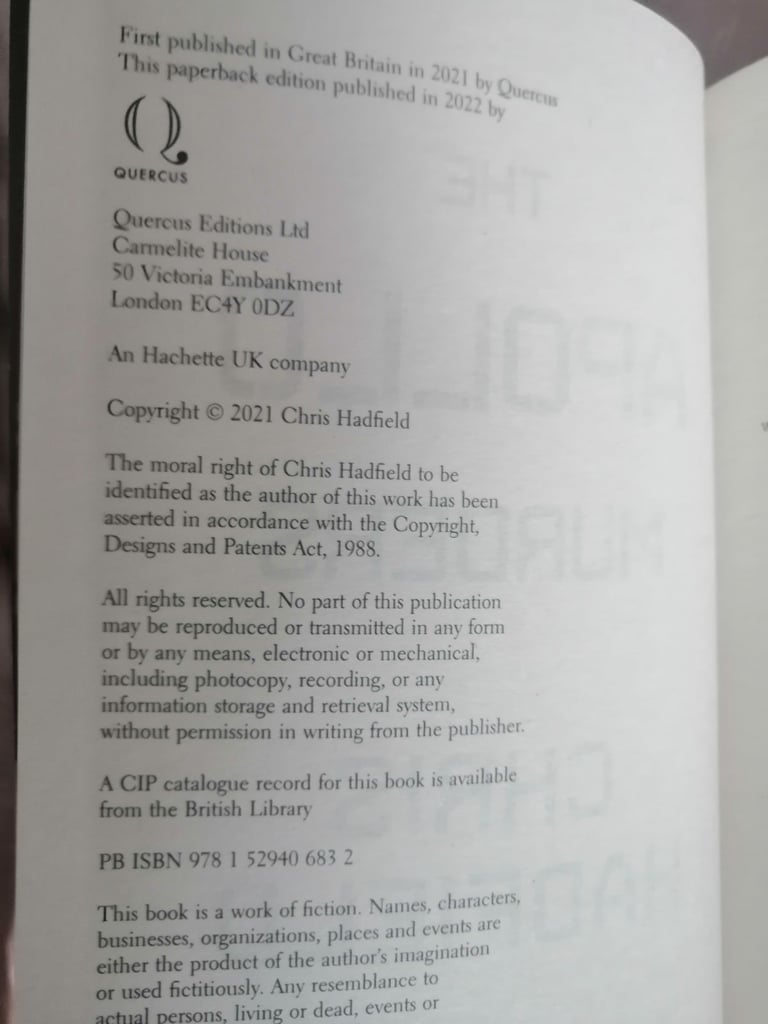 First published in Great Britain in 2021 by Quercus
This paperback edition published in 2022 by
QUERCUS
Quercus Editions Ltd
Carmelite House
50 Victoria Embankment
London EC4Y 0DZ
An Hachette UK company
Copyright © 2021 Chris Hadfield
The moral right of Chris Hadfield to be
identified as the author of this work has been
asserted in accordance with the Copyright,
Designs and Patents Act, 1988.
All rights reserved. No part of this publication
may be reproduced or transmitted in any form
or by any means, electronic or mechanical,
including photocopy, recording, or any
information storage and retrieval system,
without permission in writing from the publisher.
A CIP catalogue record for this book is available
from the British Library
PB ISBN 978 1 52940 683 2
This book is a work of fiction. Names, characters,
businesses, organizations, places and events are
either the product of the author's imagination
or used fictitiously. Any resemblance to
actual persons, living or dead, events or
THE
APOLLO
MURDERS
CHRIS
HADFIELD